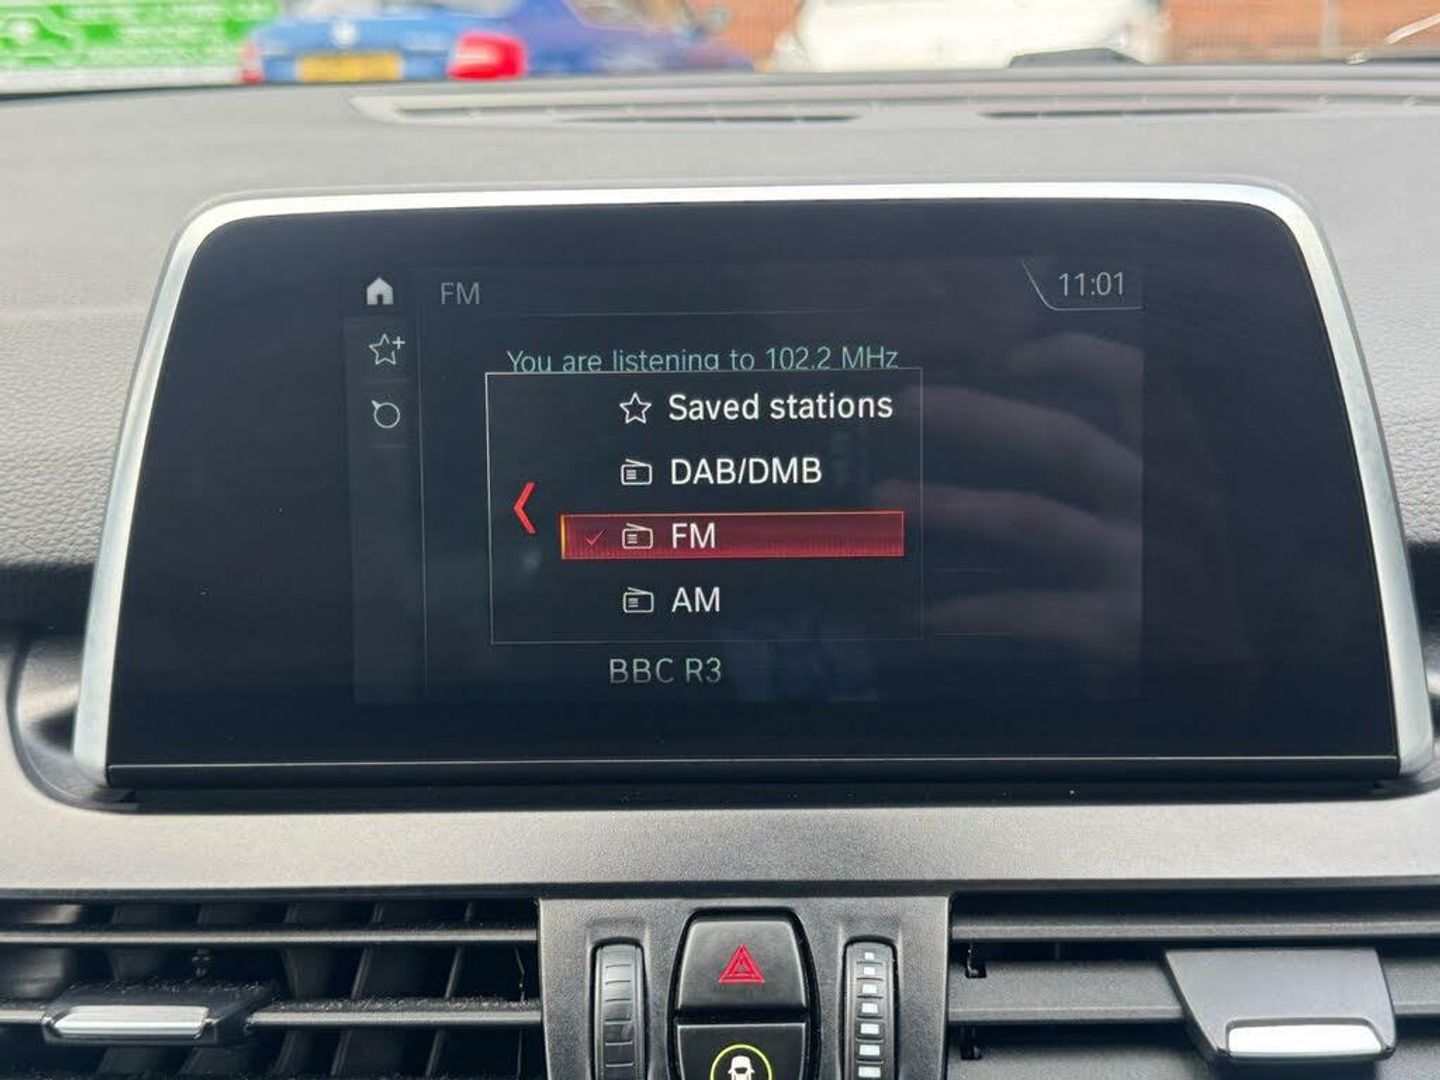 FM
11:01
You are listening to 102.2 MHz
Saved stations
DAB/DMB
FM
AM
BBC R3